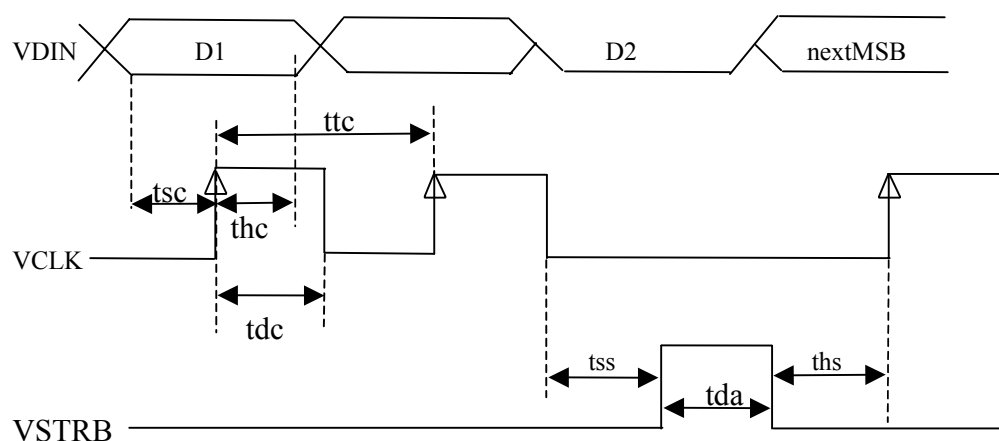 VDIN D1 D2 nextMSB
ttc
tsc thc
VCLK
tdc
tss ths
tda
VSTRB